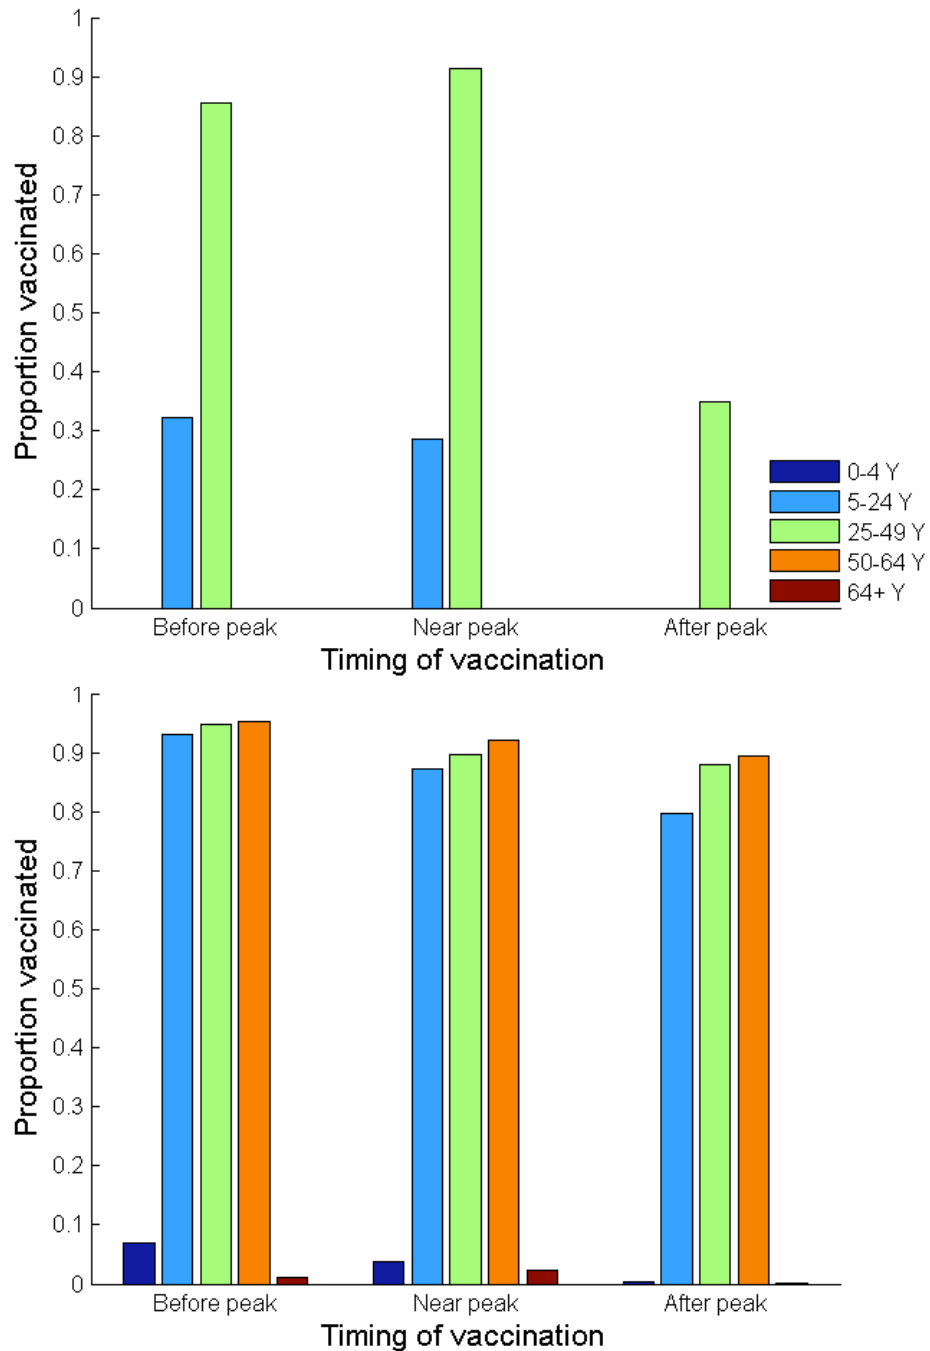 Proportion vaccinated
1
0.9
0.8
0.7
0.6
0.5
0.4
0.3
0.2
0.1
0
0-4 Y
5-24 Y
25-49 Y
50-64 Y
64+ Y
Before peak Near peak After peak
Timing of vaccination
Proportion vaccinated
1
0.9
0.8
0.7
0.6
0.5
0.4
0.3
0.2
0.1
0
Before peak Near peak After peak
Timing of vaccination